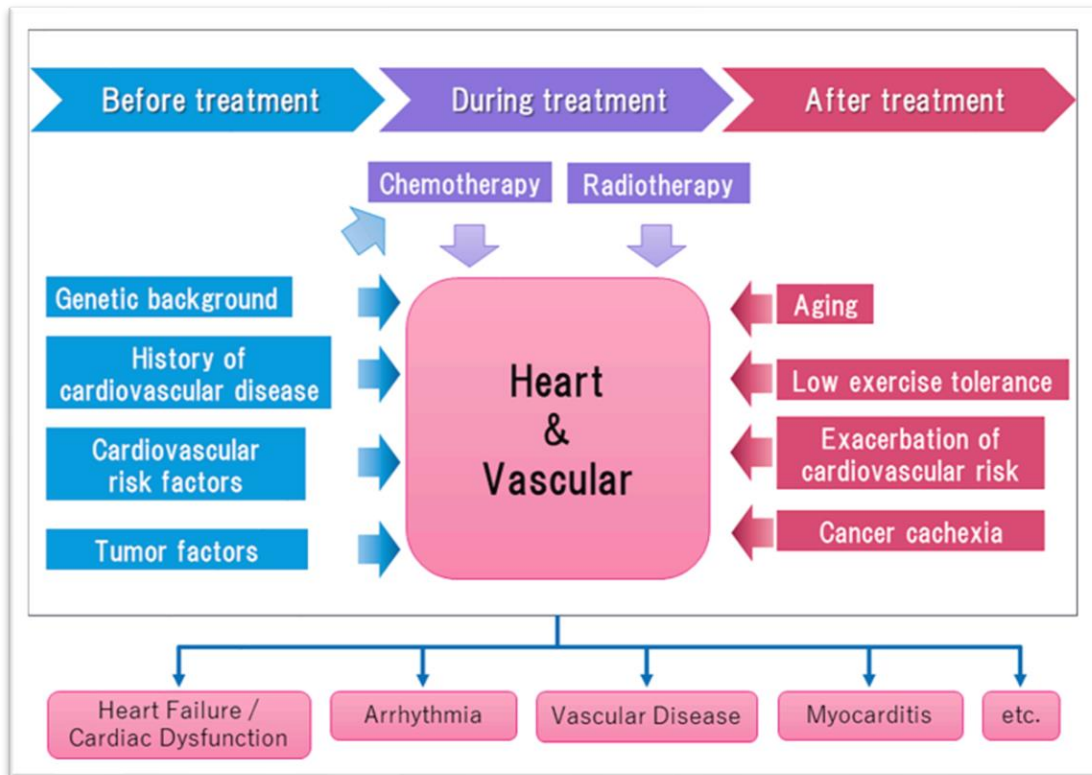 Before treatment
During treatment
After treatment
Chemotherapy
Radiotherapy
Genetic background
History of
cardiovascular disease
Cardiovascular
risk factors
Tumor factors
Heart
&
Vascular
Aging
Low exercise tolerance
Exacerbation of
cardiovascular risk
Cancer cachexia
Heart Failure /
Cardiac Dysfunction
Arrhythmia
Vascular Disease
Myocarditis
etc.